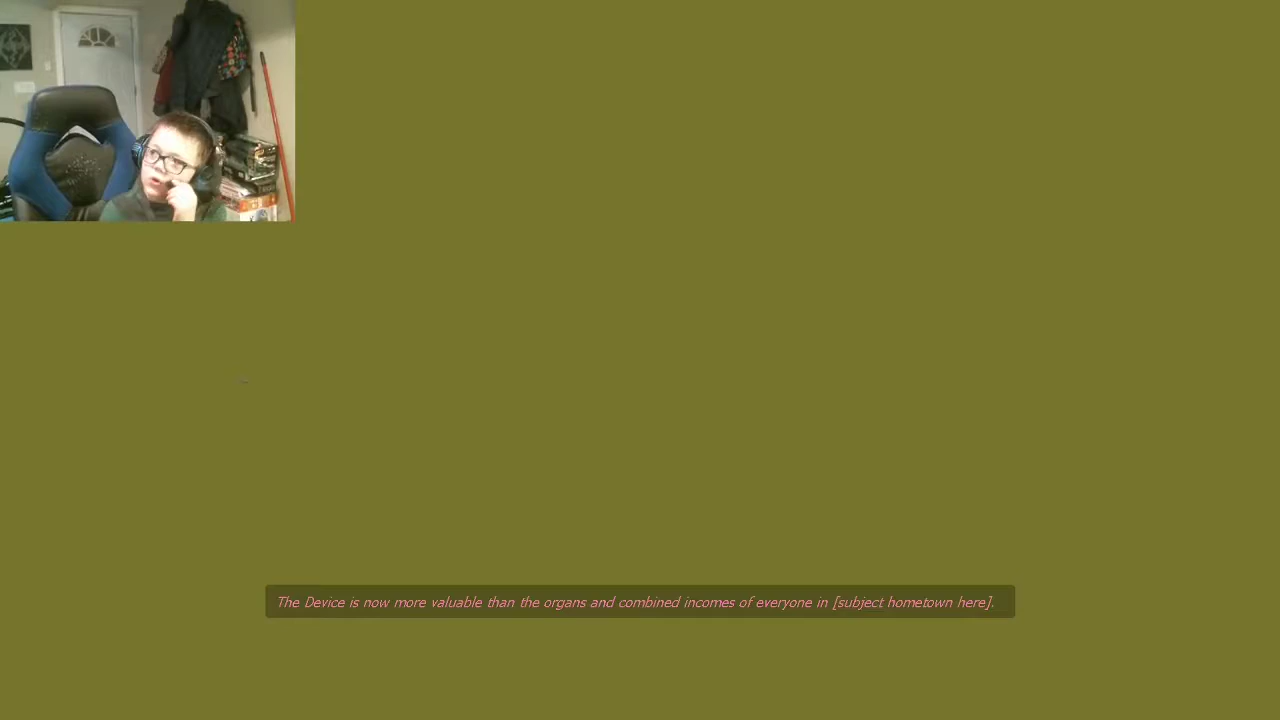 The Device is now more valuable than the organs and combined incomes of everyone in [subject hometown here].